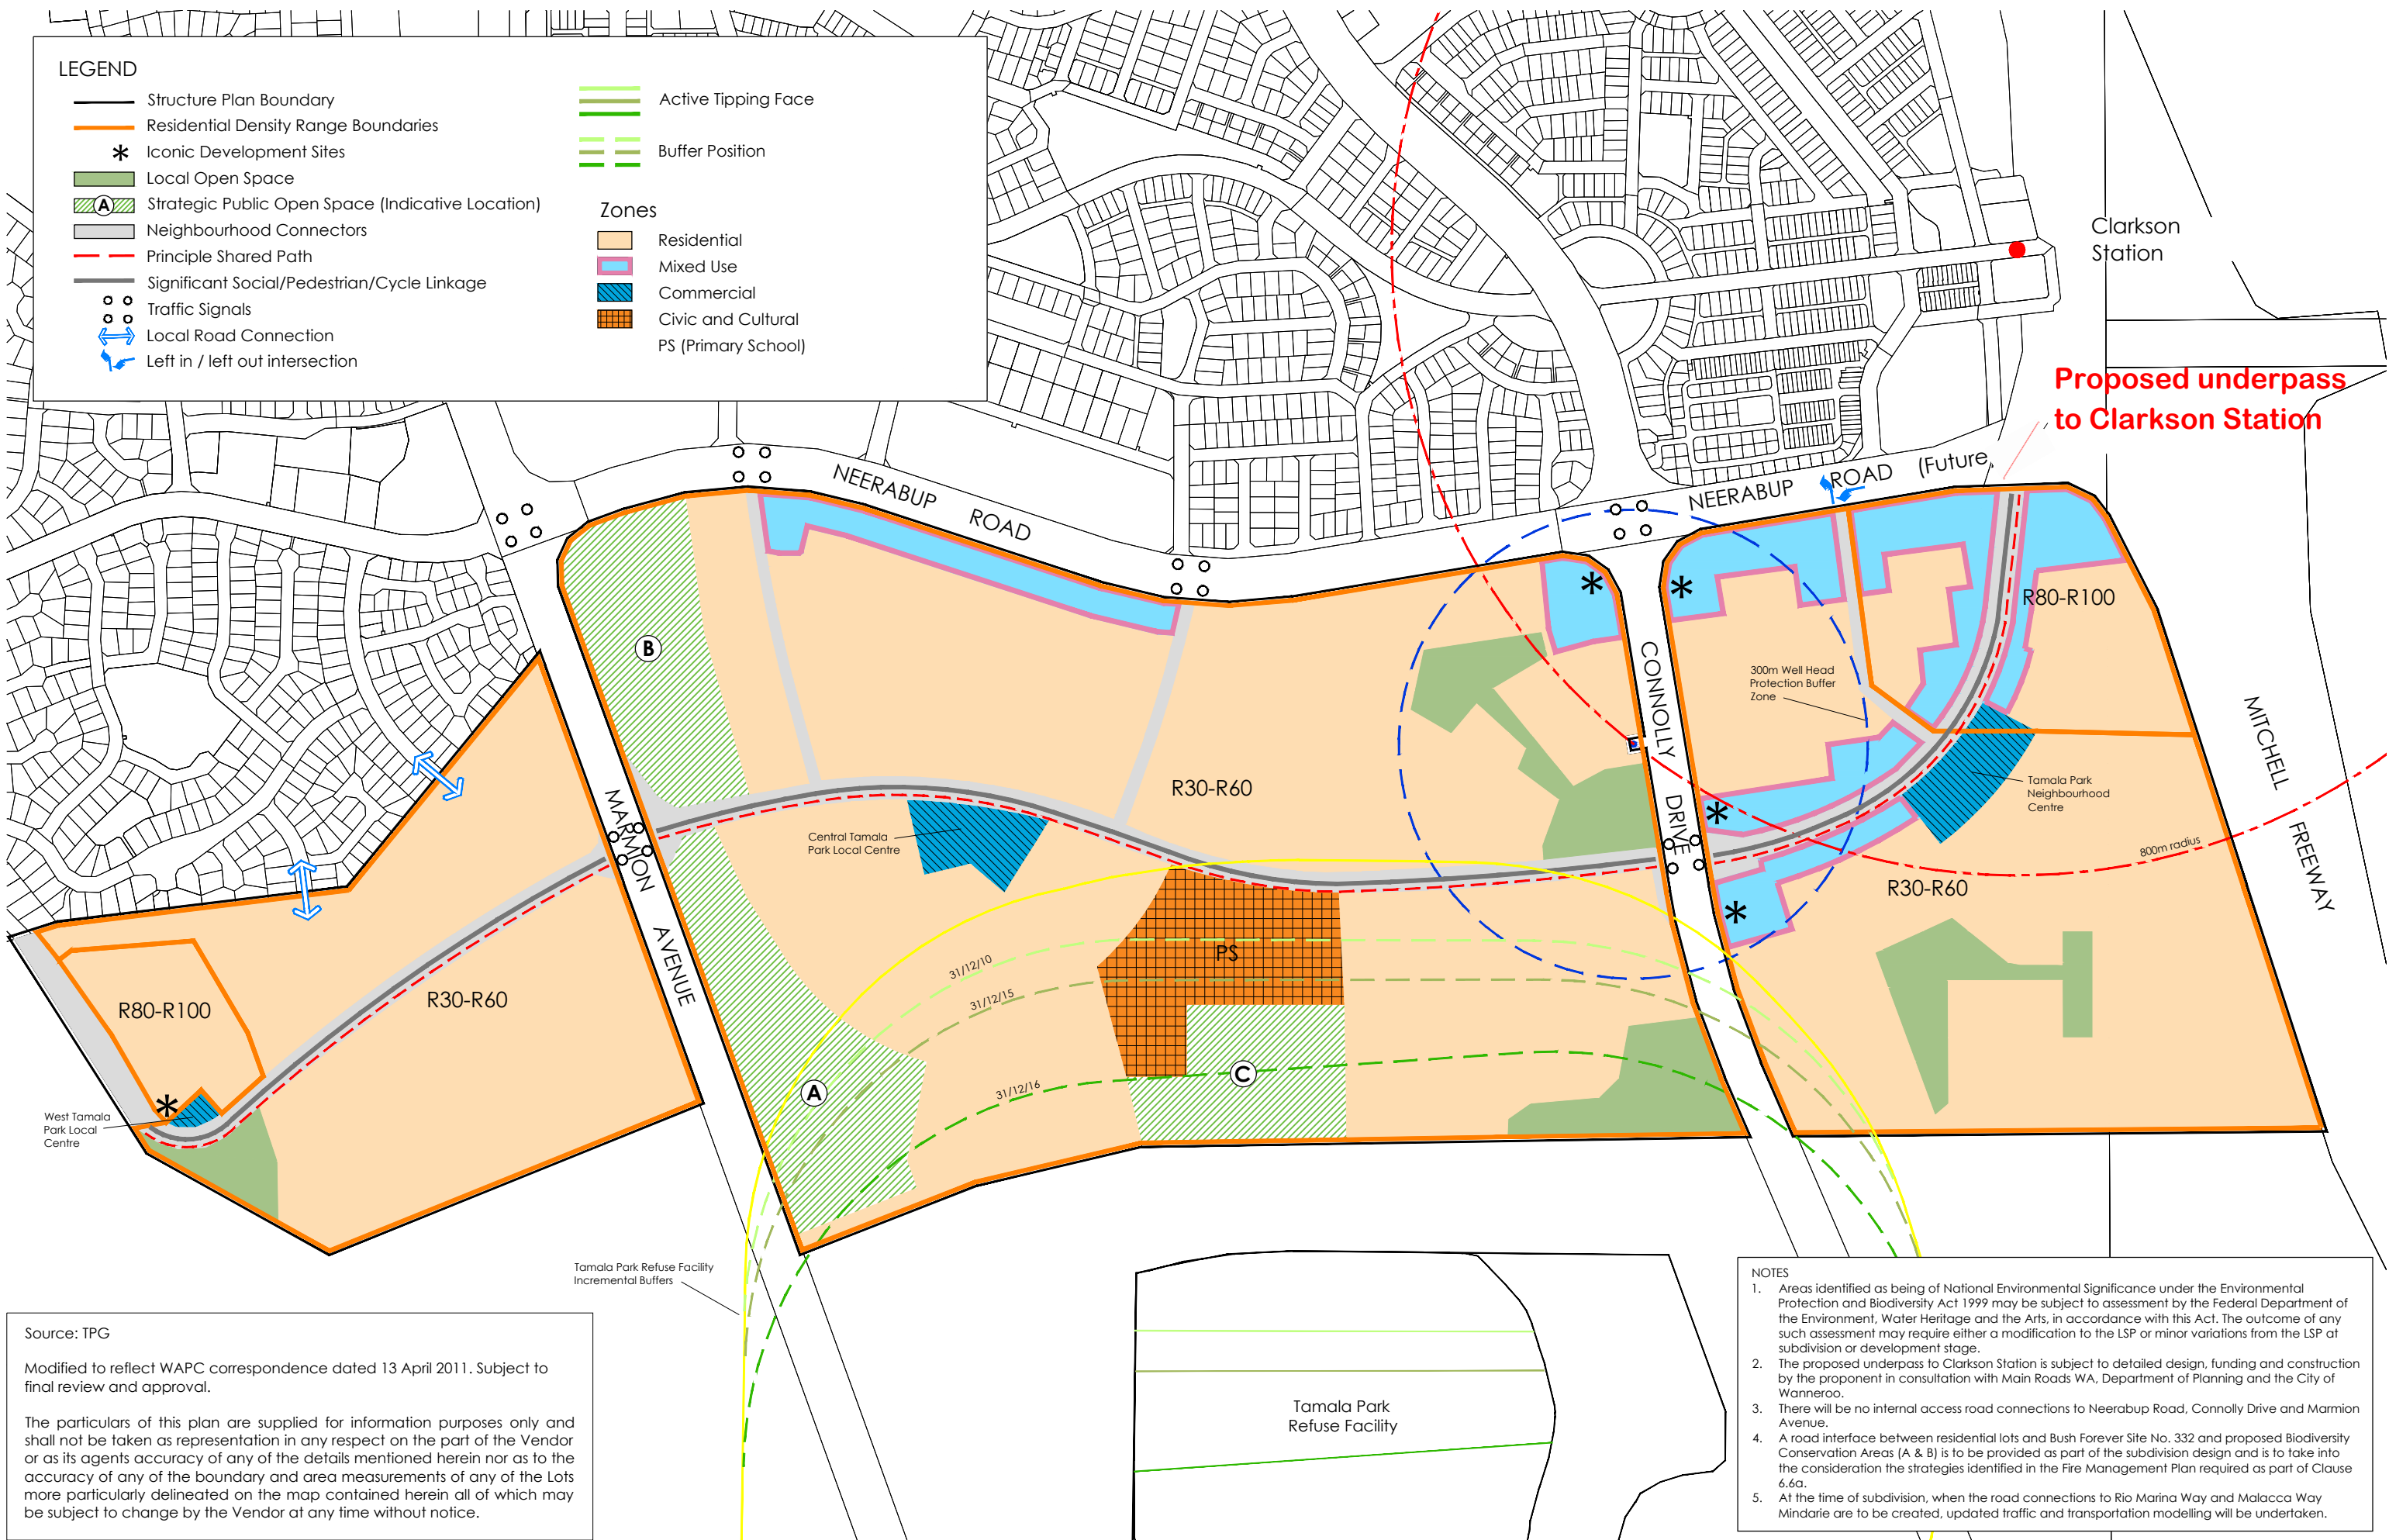 LEGEND
Structure Plan Boundary
Residential Density Range Boundaries
Iconic Development Sites
Local Open Space
A Strategic Public Open Space (Indicative Location)
Neighbourhood Connectors
Principle Shared Path
Significant Social/Pedestrian/Cycle Linkage
Traffic Signals
Local Road Connection
Left in / left out intersection
Active Tipping Face
Buffer Position
Zones
Residential
Mixed Use
Commercial
Civic and Cultural
PS (Primary School)
Clarkson
Station
Proposed underpass
to Clarkson Station
NEERABUP ROAD
NEERABUP ROAD (Future
B
R80-R100
CONNOLLY DRIVE
300m Well Head
Protection Buffer
Zone
MITCHELL FREEWAY
R30-R60
Tamala Park
Neighbourhood
Centre
MARMION AVENUE
Central Tamala
Park Local Centre
800m radius
R30-R60
PS
31/12/10
31/12/15
31/12/16
R80-R100
R30-R60
A
C
West Tamala
Park Local
Centre
Tamala Park Refuse Facility
Incremental Buffers
Tamala Park
Refuse Facility
Source: TPG
Modified to reflect WAPC correspondence dated 13 April 2011. Subject to
final review and approval.
The particulars of this plan are supplied for information purposes only and
shall not be taken as representation in any respect on the part of the Vendor
or as its agents accuracy of any of the details mentioned herein nor as to the
accuracy of any of the boundary and area measurements of any of the Lots
more particularly delineated on the map contained herein all of which may
be subject to change by the Vendor at any time without notice.
NOTES
1. Areas identified as being of National Environmental Significance under the Environmental
Protection and Biodiversity Act 1999 may be subject to assessment by the Federal Department of
the Environment, Water Heritage and the Arts, in accordance with this Act. The outcome of any
such assessment may require either a modification to the LSP or minor variations from the LSP at
subdivision or development stage.
2. The proposed underpass to Clarkson Station is subject to detailed design, funding and construction
by the proponent in consultation with Main Roads WA, Department of Planning and the City of
Wanneroo.
3. There will be no internal access road connections to Neerabup Road, Connolly Drive and Marmion
Avenue.
4. A road interface between residential lots and Bush Forever Site No. 332 and proposed Biodiversity
Conservation Areas (A & B) is to be provided as part of the subdivision design and is to take into
the consideration the strategies identified in the Fire Management Plan required as part of Clause
6.6a.
5. At the time of subdivision, when the road connections to Rio Marina Way and Malacca Way
Mindarie are to be created, updated traffic and transportation modelling will be undertaken.